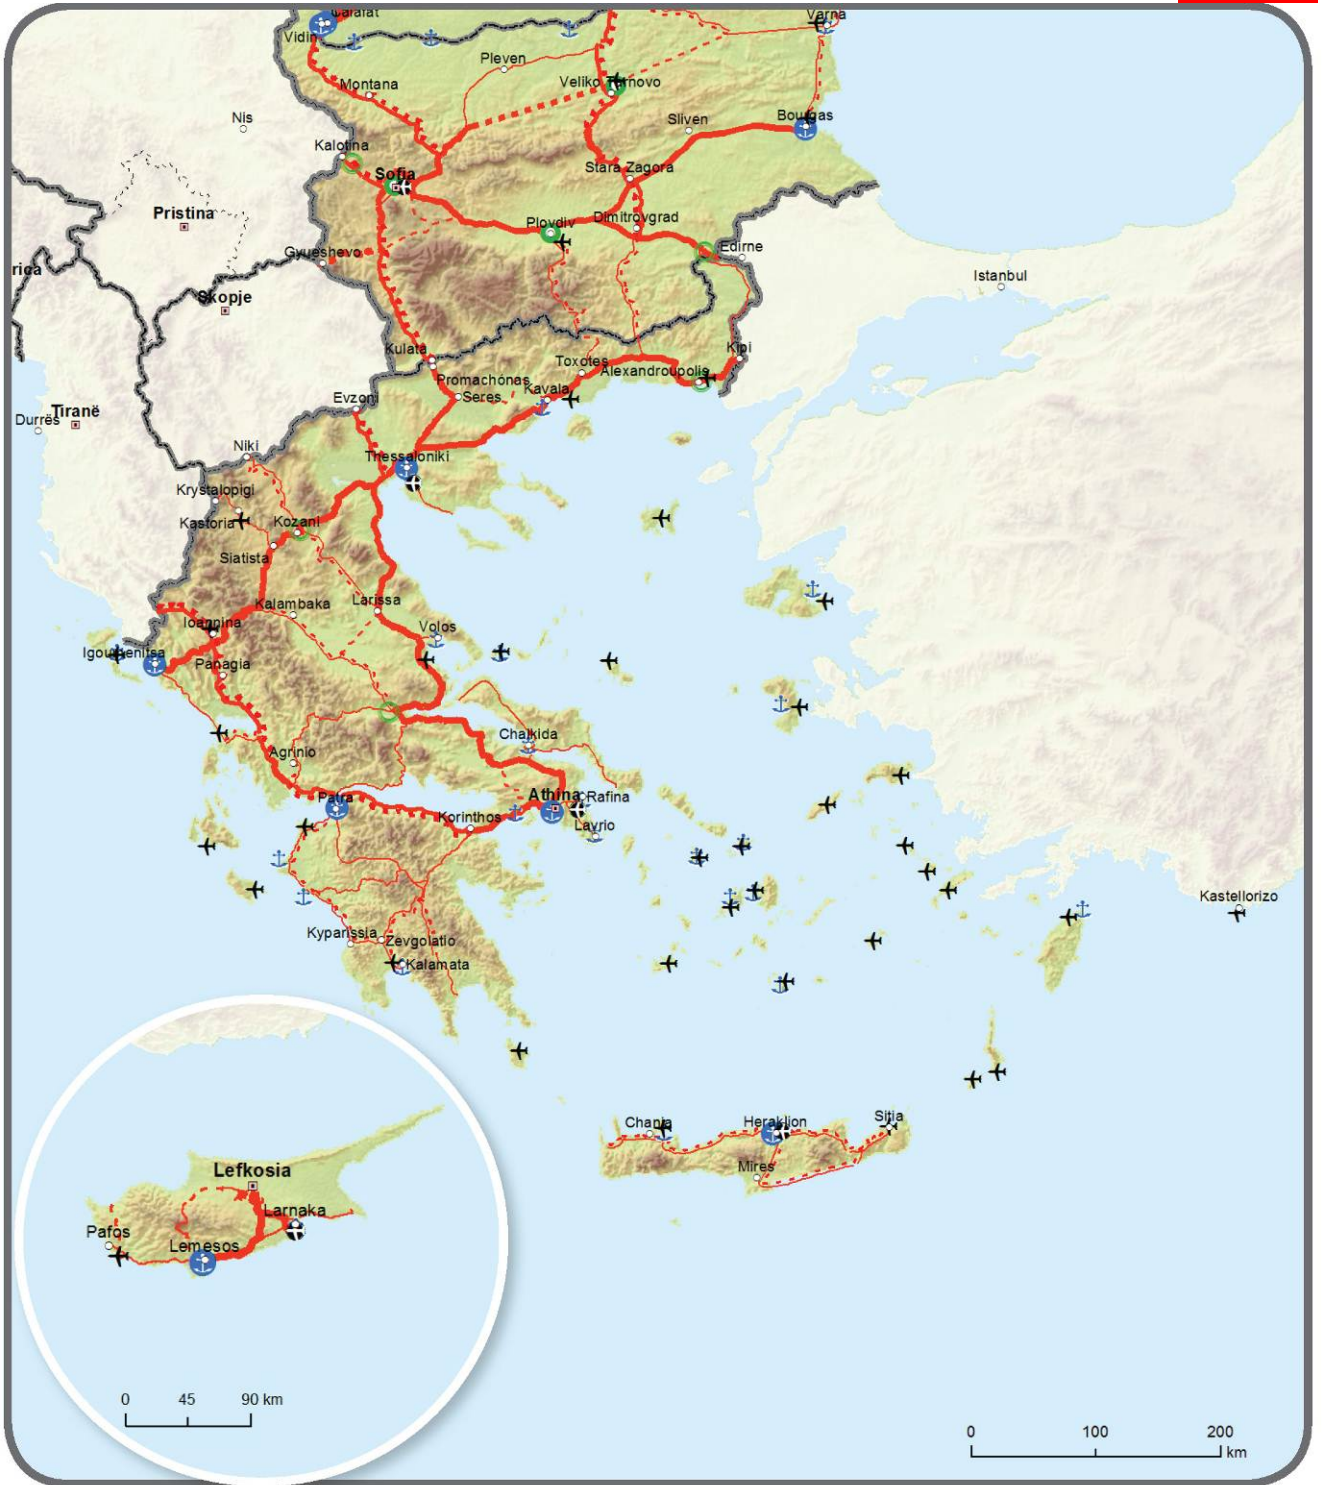 Calafat
Varna
Vidin
Pleven
Montana
Veliko Tarnovo
Nis
Sliven
Bourgas
Kalotina
Sofia
Stara Zagora
Pristina
Plovdiv
Dimitrovgrad
Gyueshevo
Edirne
rica
Istanbul
Skopje
Kulata
Kipi
Toxotes
Promachónas
Alexandroupolis
Evzoni
Seres
Kavala
Tiranë
Durrës
Niki
Thessaloniki
Krystalopigi
Kastoria
Kozani
Siatista
Kalambaka
Larissa
Ioannina
Volos
Igoumenitsa
Panagia
Chalkida
Agrinio
Patra
Athina
Rafina
Korinthos
Lavrio
Kastellorizo
Kyparissia
Zevgolatio
Kalamata
Chania
Heraklion
Sitia
Mires
Lefkosia
Larnaka
Pafos
Lemesos
0 45 90 km
0 100 200
km